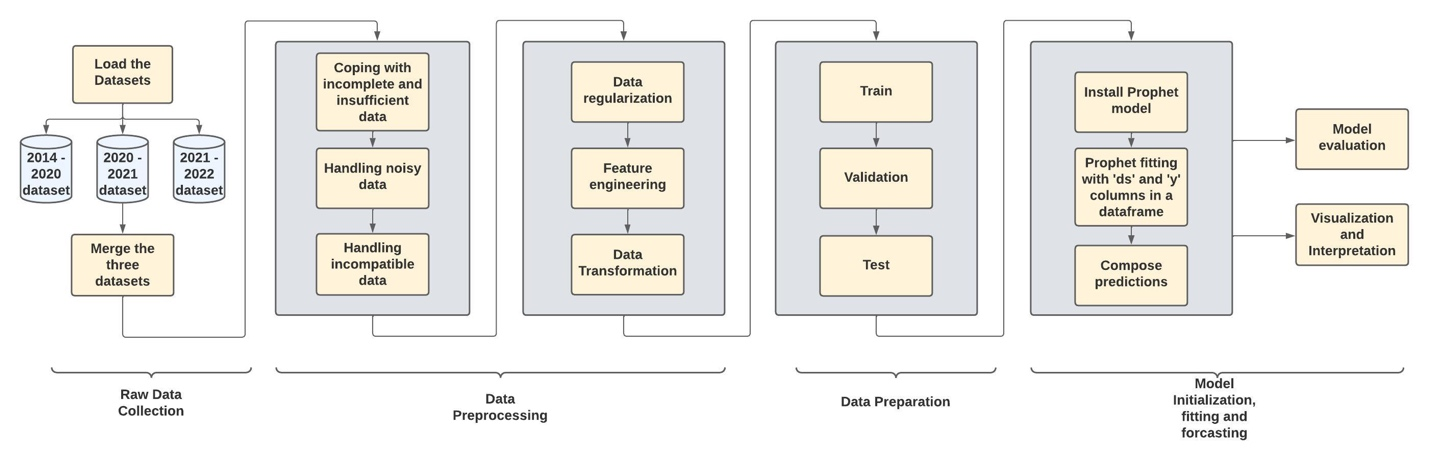 Load the
Datasets
2014 -
2020
dataset
2020 -
2021
dataset
2021 -
2022
dataset
Merge the
three
datasets
Coping with
incomplete and
insufficient
data
Handling noisy
data
Handling
incompatible
data
Data
regularization
Feature
engineering
Data
Transformation
Train
Validation
Test
Install Prophet
model
Prophet fitting
with 'ds' and 'y'
columns in a
dataframe
Compose
predictions
Model
evaluation
Visualization
and
Interpretation
Raw Data
Collection
Data
Preprocessing
Data Preparation
Model
Initialization,
fitting and
forcasting